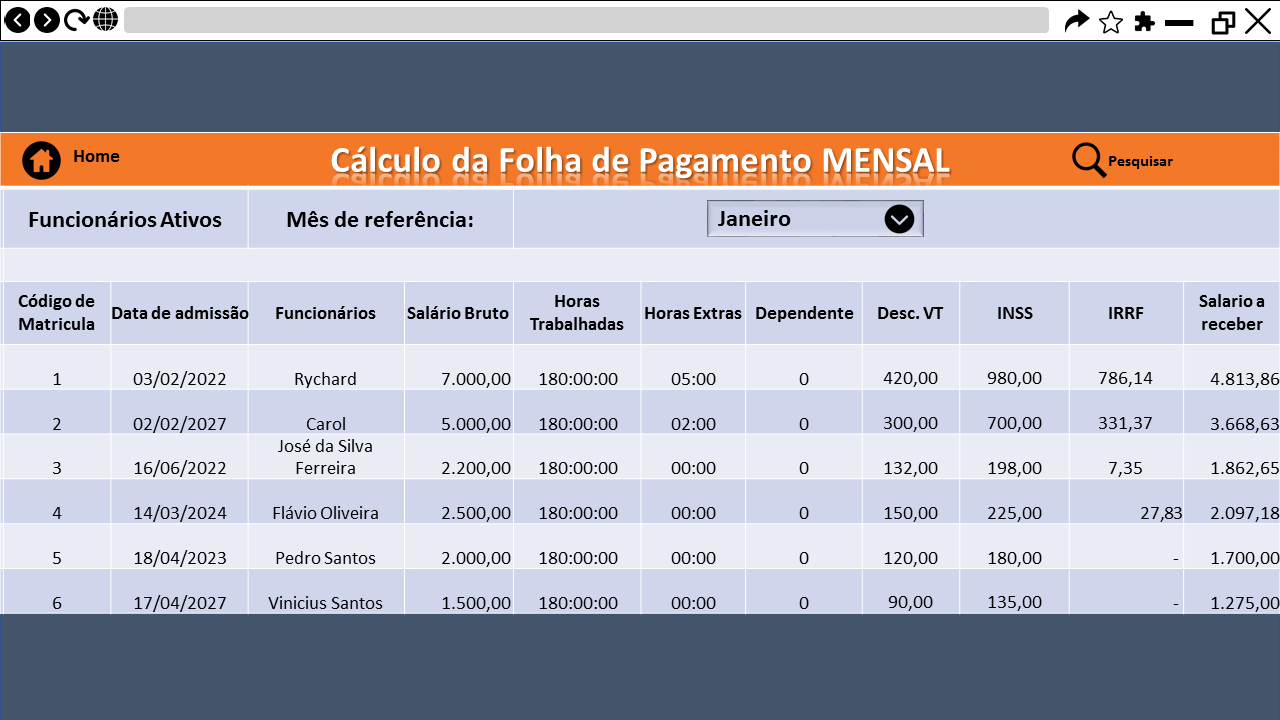 Home
Cálculo da Folha de Pagamento MENSAL
Pesquisar
Funcionários Ativos Mês de referência: Janeiro
Código de Matricula Data de admissão Funcionários Salário Bruto Horas Trabalhadas Horas Extras Dependente Desc. VT INSS IRRF Salario a receber
1 03/02/2022 Rychard 7.000,00 180:00:00 05:00 0 420,00 980,00 786,14 4.813,86
2 02/02/2027 Carol 5.000,00 180:00:00 02:00 0 300,00 700,00 331,37 3.668,63
3 16/06/2022 José da Silva Ferreira 2.200,00 180:00:00 00:00 0 132,00 198,00 7,35 1.862,65
4 14/03/2024 Flávio Oliveira 2.500,00 180:00:00 00:00 0 150,00 225,00 27,83 2.097,18
5 18/04/2023 Pedro Santos 2.000,00 180:00:00 00:00 0 120,00 180,00 - 1.700,00
6 17/04/2027 Vinicius Santos 1.500,00 180:00:00 00:00 0 90,00 135,00 - 1.275,00